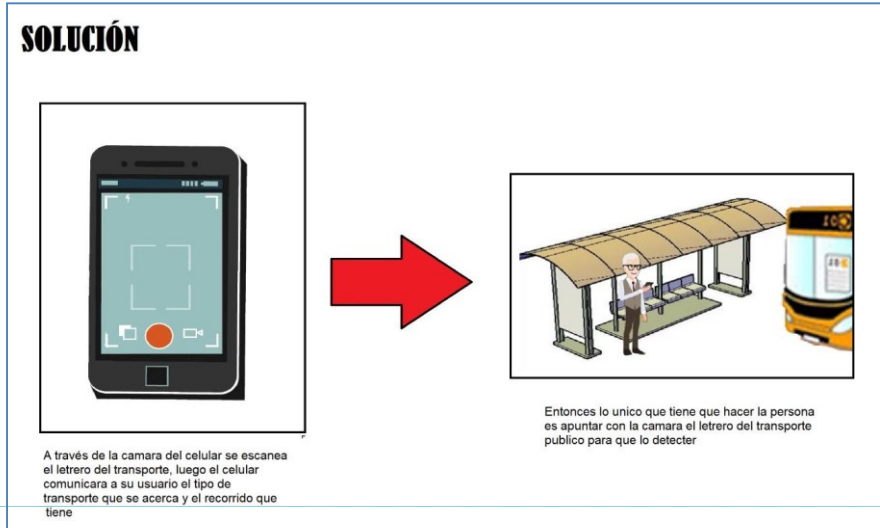 SOLUCIÓN
A través de la camara del celular se escanea
el letrero del transporte, luego el celular
comunicara a su usuario el tipo de
transporte que se acerca y el recorrido que
tiene
Entonces lo unico que tiene que hacer la persona
es apuntar con la camara el letrero del transporte
publico para que lo detecter